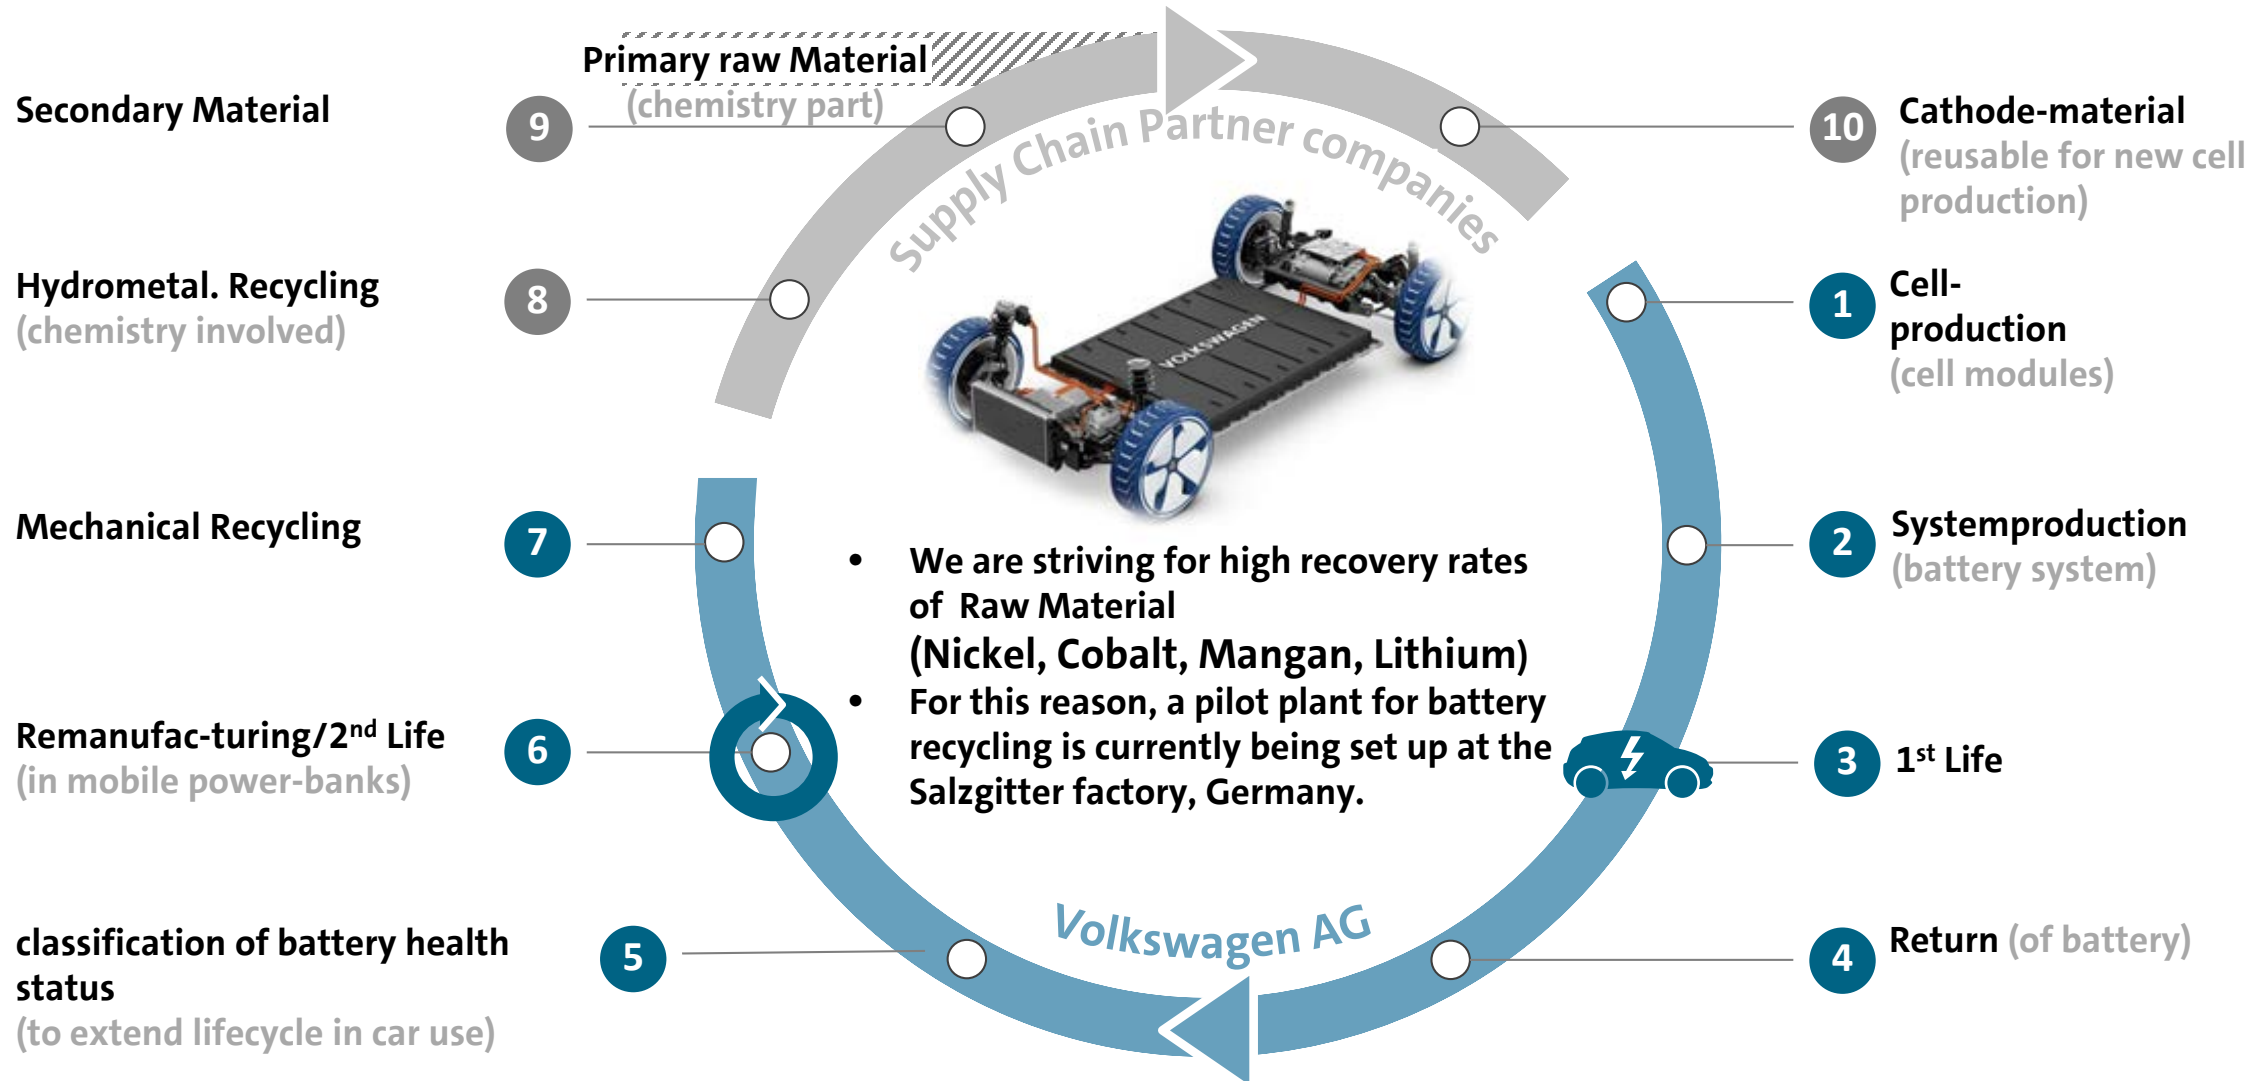 Primary raw Material
(chemistry part)
Secondary Material
9
10
Cathode-material
(reusable for new cell
production)
Supply Chain Partner companies
Hydrometal. Recycling
(chemistry involved)
8
1
Cell-
production
(cell modules)
VOLKSWAGEN
Mechanical Recycling
7
2
Systemproduction
(battery system)
• We are striving for high recovery rates
of Raw Material
(Nickel, Cobalt, Mangan, Lithium)
• For this reason, a pilot plant for battery
recycling is currently being set up at the
Salzgitter factory, Germany.
Remanufac-turing/2nd Life
(in mobile power-banks)
6
3
1st Life
classification of battery health
status
(to extend lifecycle in car use)
5
Volkswagen AG
4
Return (of battery)